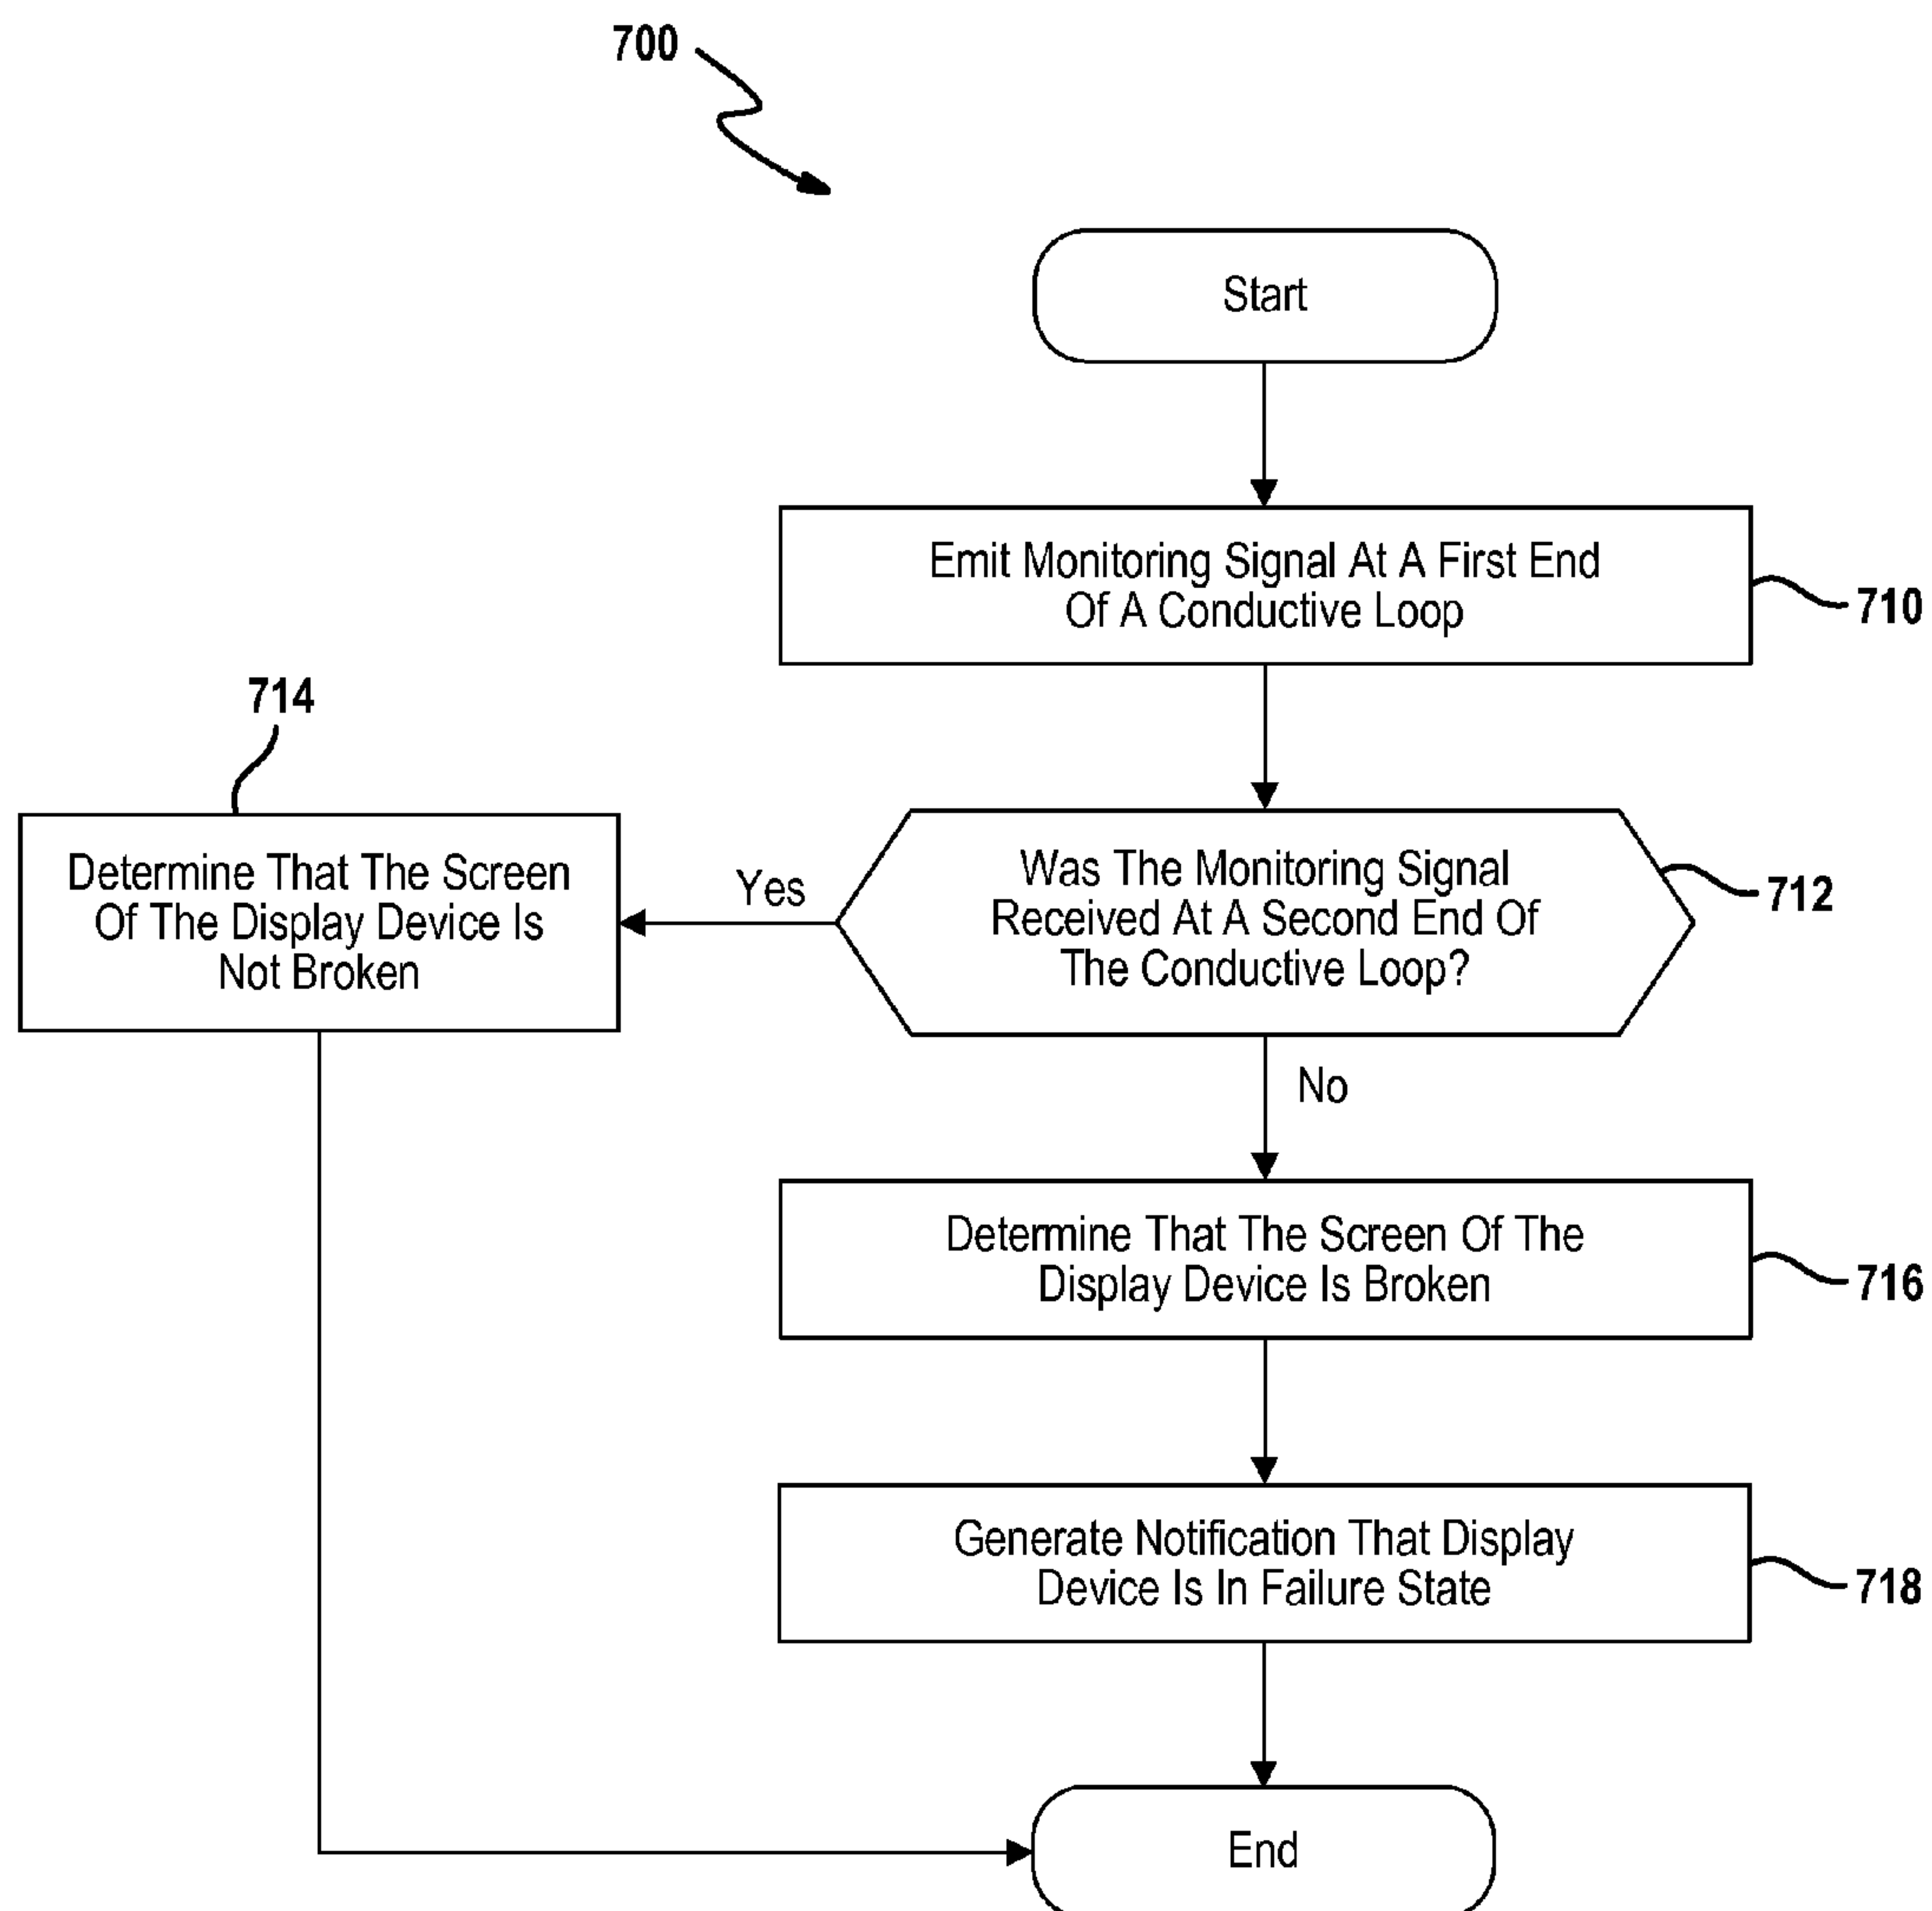 700
Start
Emit Monitoring Signal At A First End
Of A Conductive Loop
710
714
Determine That The Screen
Of The Display Device Is
Not Broken
Yes
Was The Monitoring Signal
Received At A Second End Of
The Conductive Loop?
712
No
Determine That The Screen Of The
Display Device Is Broken
716
Generate Notification That Display
Device Is In Failure State
718
End